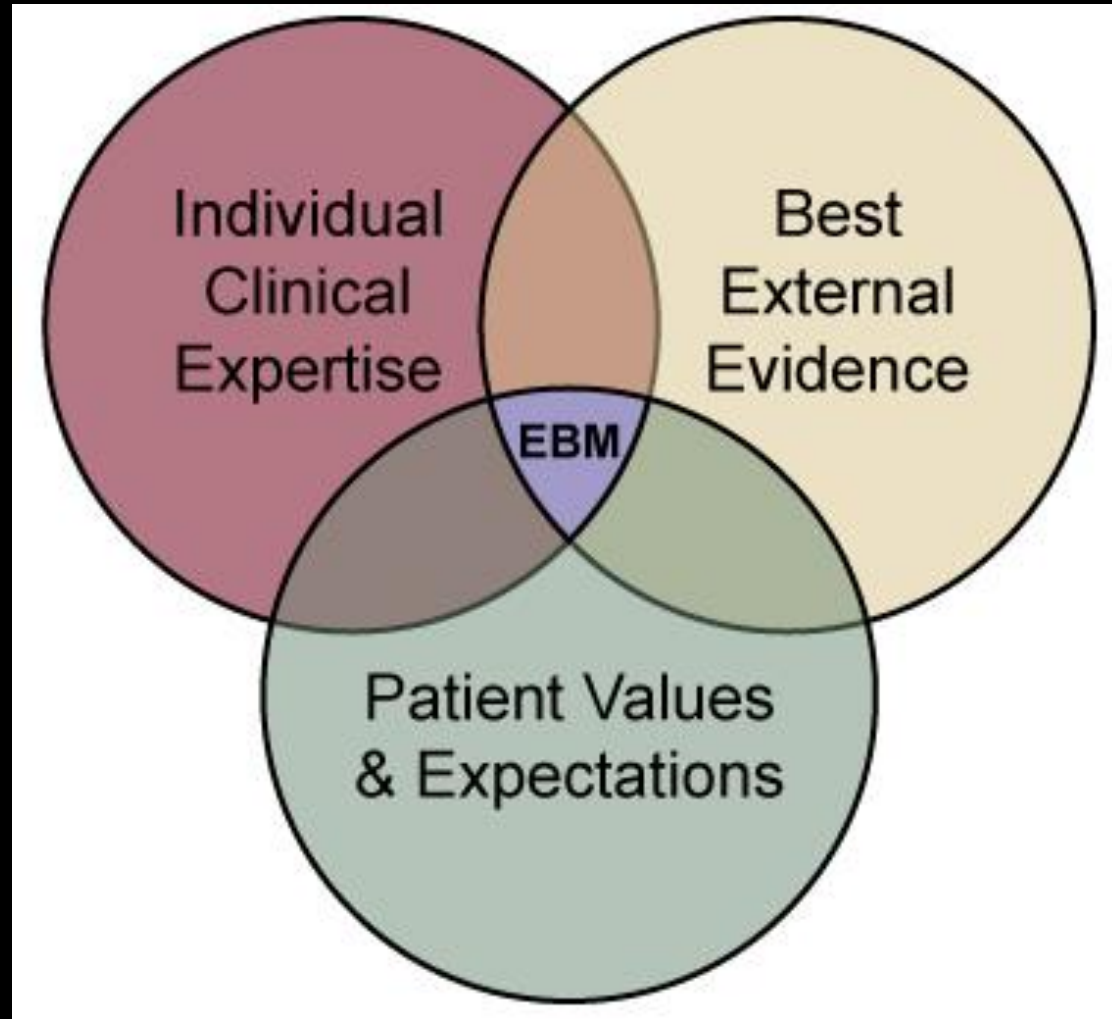 Individual
Clinical
Expertise
Best
External
Evidence
EBM
Patient Values
& Expectations